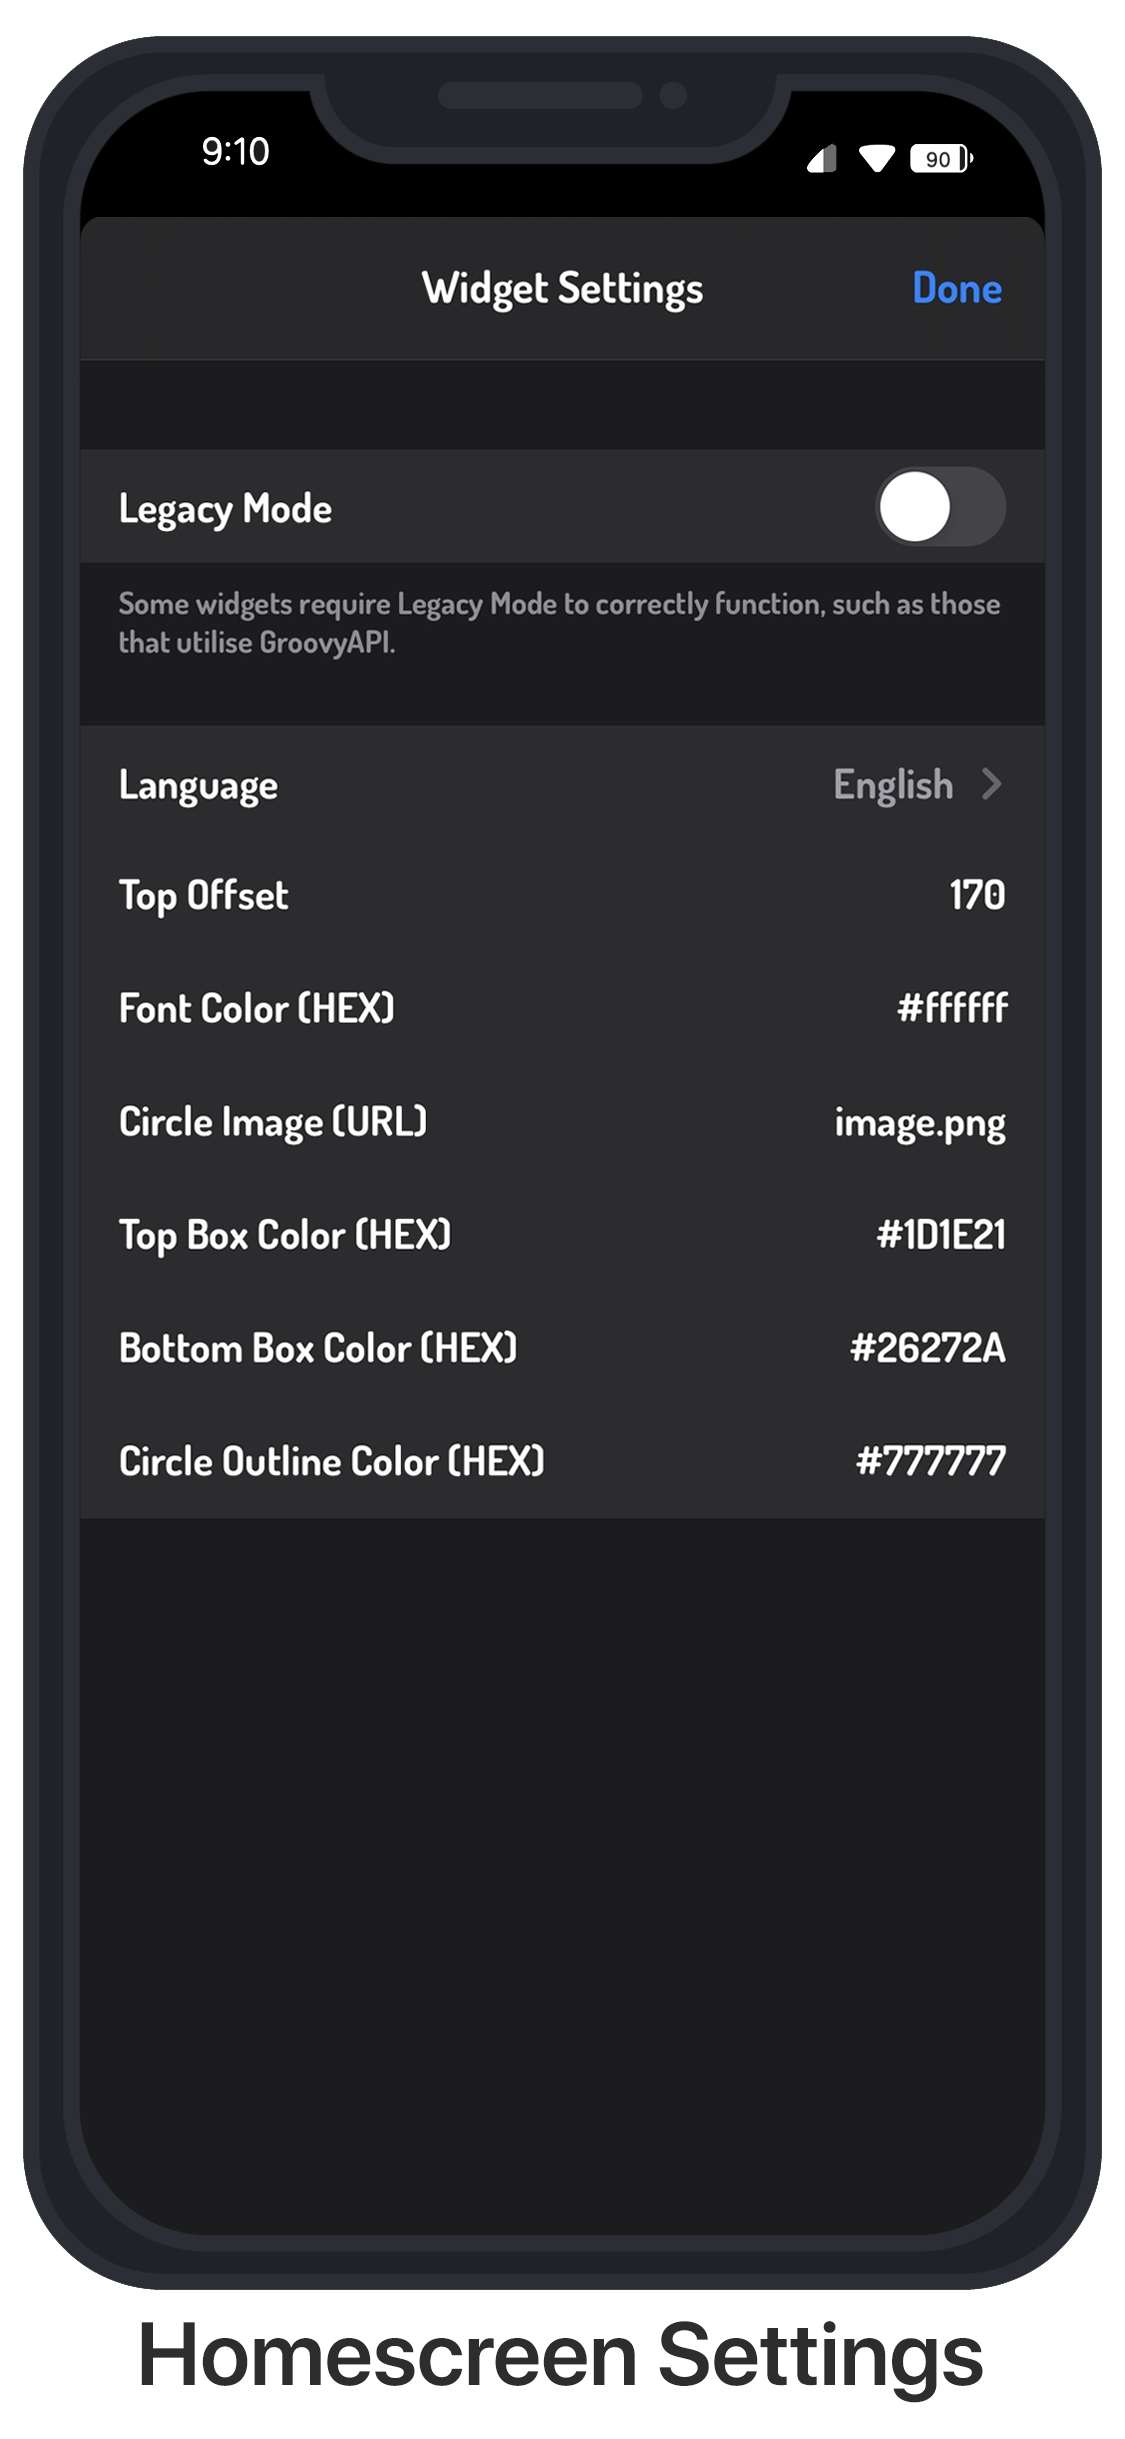 9:10
90
Widget Settings
Done
Legacy Mode
Some widgets require Legacy Mode to correctly function, such as those
that utilise GroovyAPI.
Language English
Top Offset 170
Font Color (HEX) #ffffff
Circle Image (URL) image.png
Top Box Color (HEX) #1D1E21
Bottom Box Color (HEX) #26272A
Circle Outline Color (HEX) #777777
Homescreen Settings